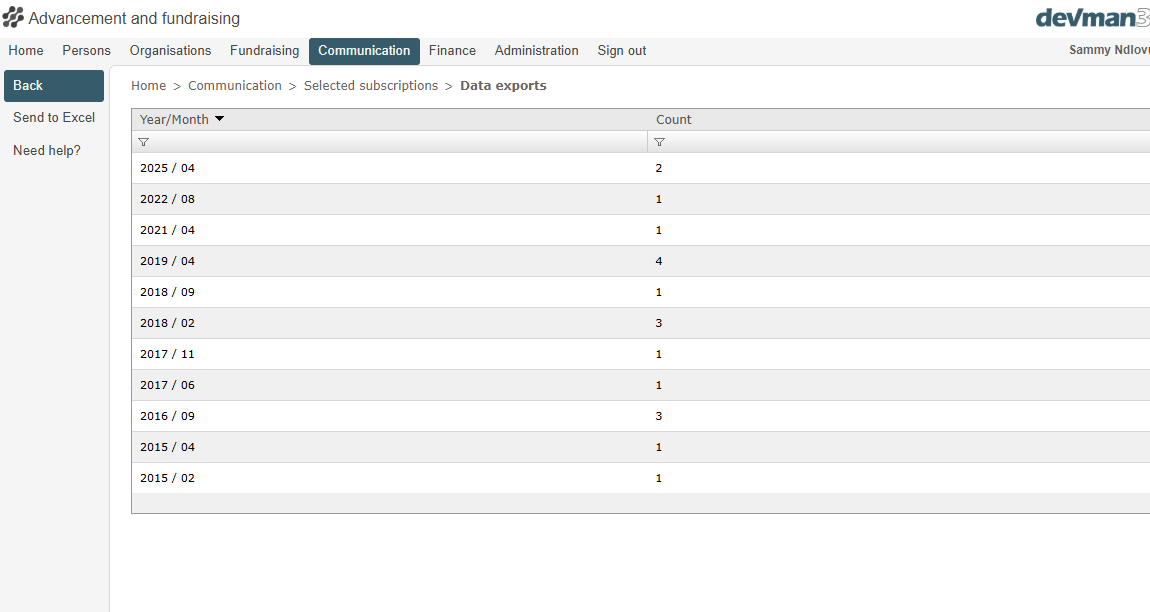 Advancement and fundraising
devman3
Home Persons Organisations Fundraising Communication Finance Administration Sign out
Sammy Ndlovu
Back
Send to Excel
Need help?
Home > Communication > Selected subscriptions > Data exports
Year/Month Count
2025 / 04 2
2022 / 08 1
2021 / 04 1
2019 / 04 4
2018 / 09 1
2018 / 02 3
2017 / 11 1
2017 / 06 1
2016 / 09 3
2015 / 04 1
2015 / 02 1